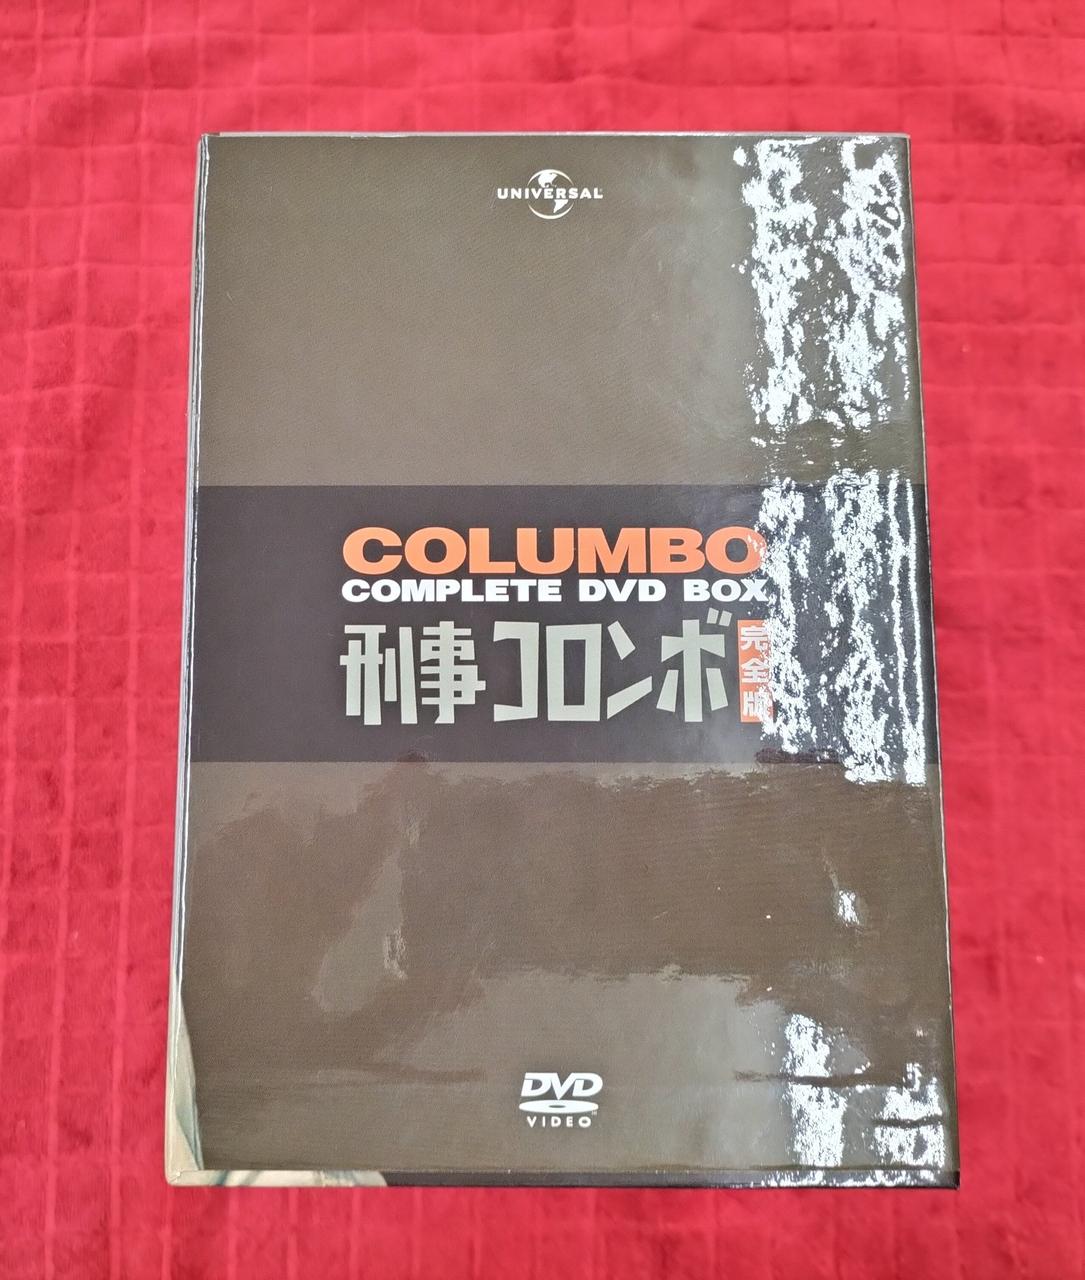 UNIVERSAL
COLUMBO
COMPLETE DVD BOX
刑事コロンボ 完全版
DVD
VIDEO